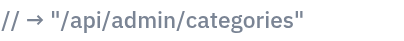 // → "/api/admin/categories"